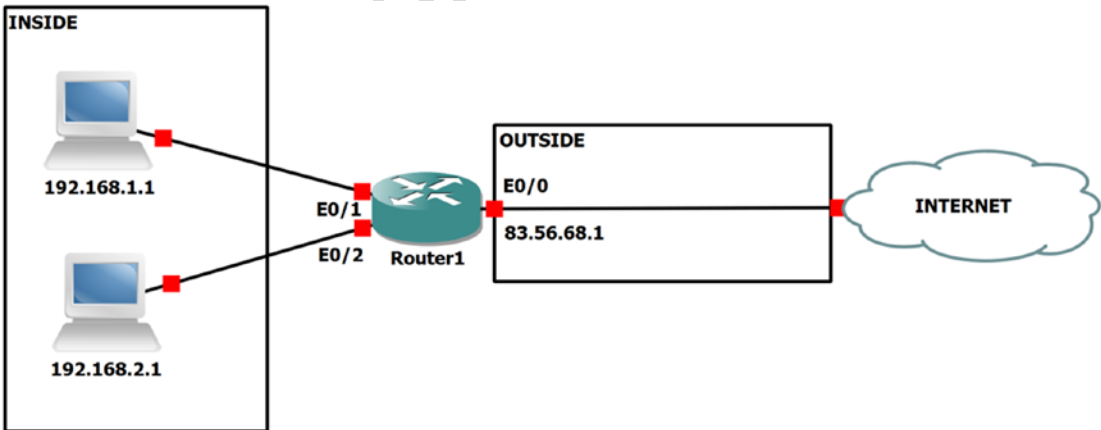 INSIDE
192.168.1.1
E0/1
E0/2
Router1
192.168.2.1
OUTSIDE
E0/0
83.56.68.1
INTERNET